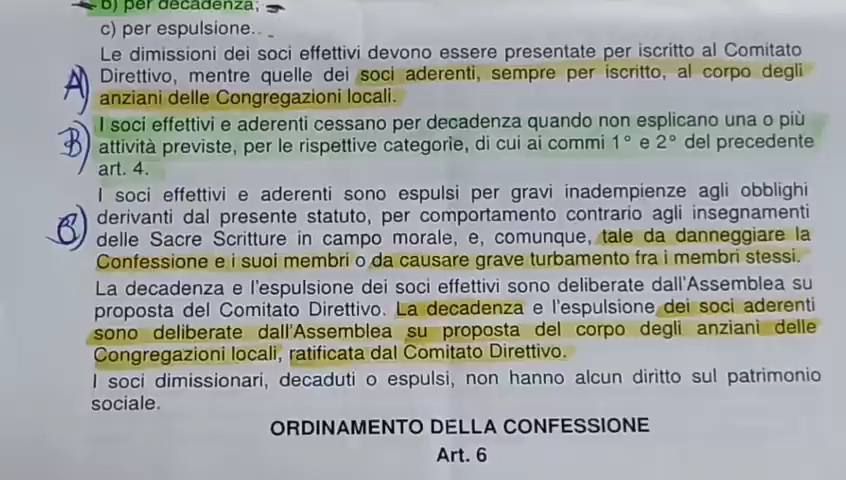 b) per decadenza;
c) per espulsione..
Le dimissioni dei soci effettivi devono essere presentate per iscritto al Comitato
A) Direttivo, mentre quelle dei soci aderenti, sempre per iscritto, al corpo degli
anziani delle Congregazioni locali.
I soci effettivi e aderenti cessano per decadenza quando non esplicano una o più
B) attività previste, per le rispettive categorie, di cui ai commi 1° e 2° del precedente
art. 4.
I soci effettivi e aderenti sono espulsi per gravi inadempienze agli obblighi
derivanti dal presente statuto, per comportamento contrario agli insegnamenti
delle Sacre Scritture in campo morale, e, comunque, tale da danneggiare la
Confessione e i suoi membri o da causare grave turbamento fra i membri stessi.
La decadenza e l'espulsione dei soci effettivi sono deliberate dall'Assemblea su
proposta del Comitato Direttivo. La decadenza e l'espulsione dei soci aderenti
sono deliberate dall'Assemblea su proposta del corpo degli anziani delle
Congregazioni locali, ratificata dal Comitato Direttivo.
I soci dimissionari, decaduti o espulsi, non hanno alcun diritto sul patrimonio
sociale.
ORDINAMENTO DELLA CONFESSIONE
Art. 6